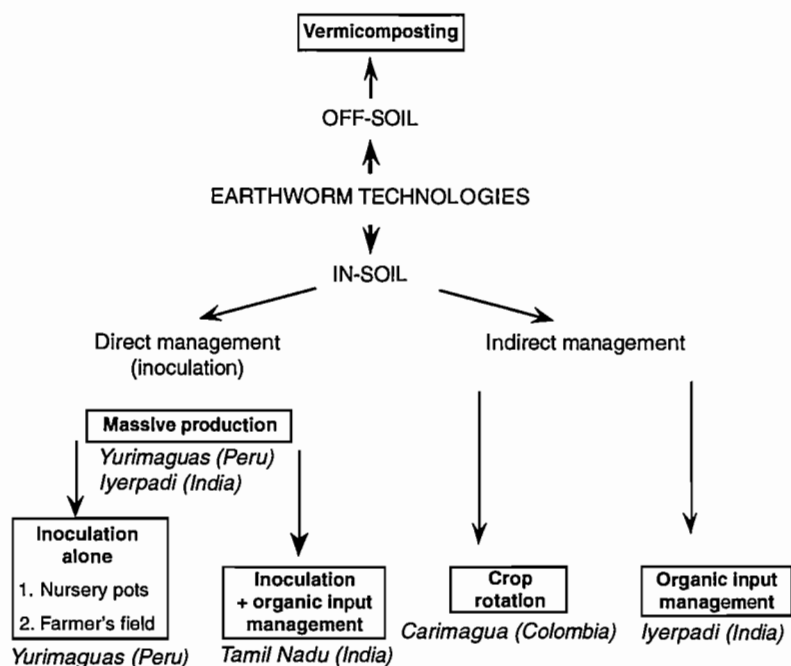 Vermicomposting
OFF-SOIL
EARTHWORM TECHNOLOGIES
IN-SOIL
Direct management
(inoculation)
Indirect management
Massive production
Yurimaguas (Peru)
Iyerpadi (India)
Inoculation
alone
1. Nursery pots
2. Farmer's field
Yurimaguas (Peru)
Inoculation
+ organic input
management
Tamil Nadu (India)
Crop
rotation
Carimagua (Colombia)
Organic input
management
Iyerpadi (India)